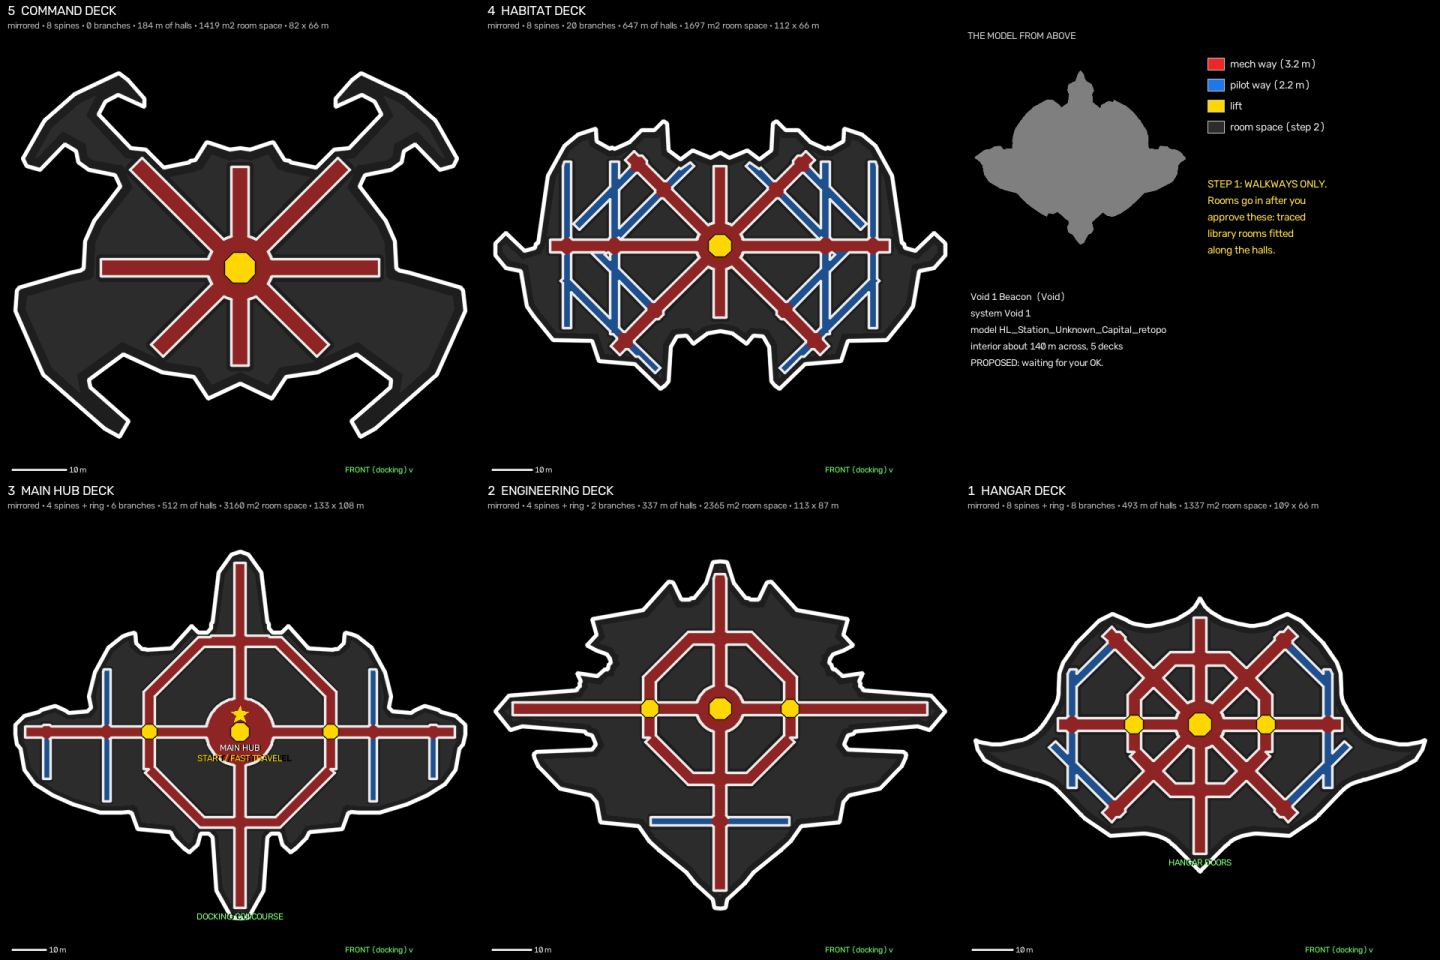 5 COMMAND DECK
mirrored • 8 spines • 0 branches • 184 m of halls • 1419 m2 room space • 82 x 66 m
10 m
FRONT (docking) v
4 HABITAT DECK
mirrored • 8 spines • 20 branches • 647 m of halls • 1697 m2 room space • 112 x 66 m
10 m
FRONT (docking) v
THE MODEL FROM ABOVE
mech way (3.2 m)
pilot way (2.2 m)
lift
room space (step 2)
STEP 1: WALKWAYS ONLY.
Rooms go in after you
approve these: traced
library rooms fitted
along the halls.
Void 1 Beacon (Void)
system Void 1
model HL_Station_Unknown_Capital_retopo
interior about 140 m across, 5 decks
PROPOSED: waiting for your OK.
3 MAIN HUB DECK
mirrored • 4 spines + ring • 6 branches • 512 m of halls • 3160 m2 room space • 133 x 108 m
MAIN HUB
START / FAST TRAVEL
DOCKING CONCOURSE
10 m
FRONT (docking) v
2 ENGINEERING DECK
mirrored • 4 spines + ring • 2 branches • 337 m of halls • 2365 m2 room space • 113 x 87 m
10 m
FRONT (docking) v
1 HANGAR DECK
mirrored • 8 spines + ring • 8 branches • 493 m of halls • 1337 m2 room space • 109 x 66 m
HANGAR DOORS
10 m
FRONT (docking) v